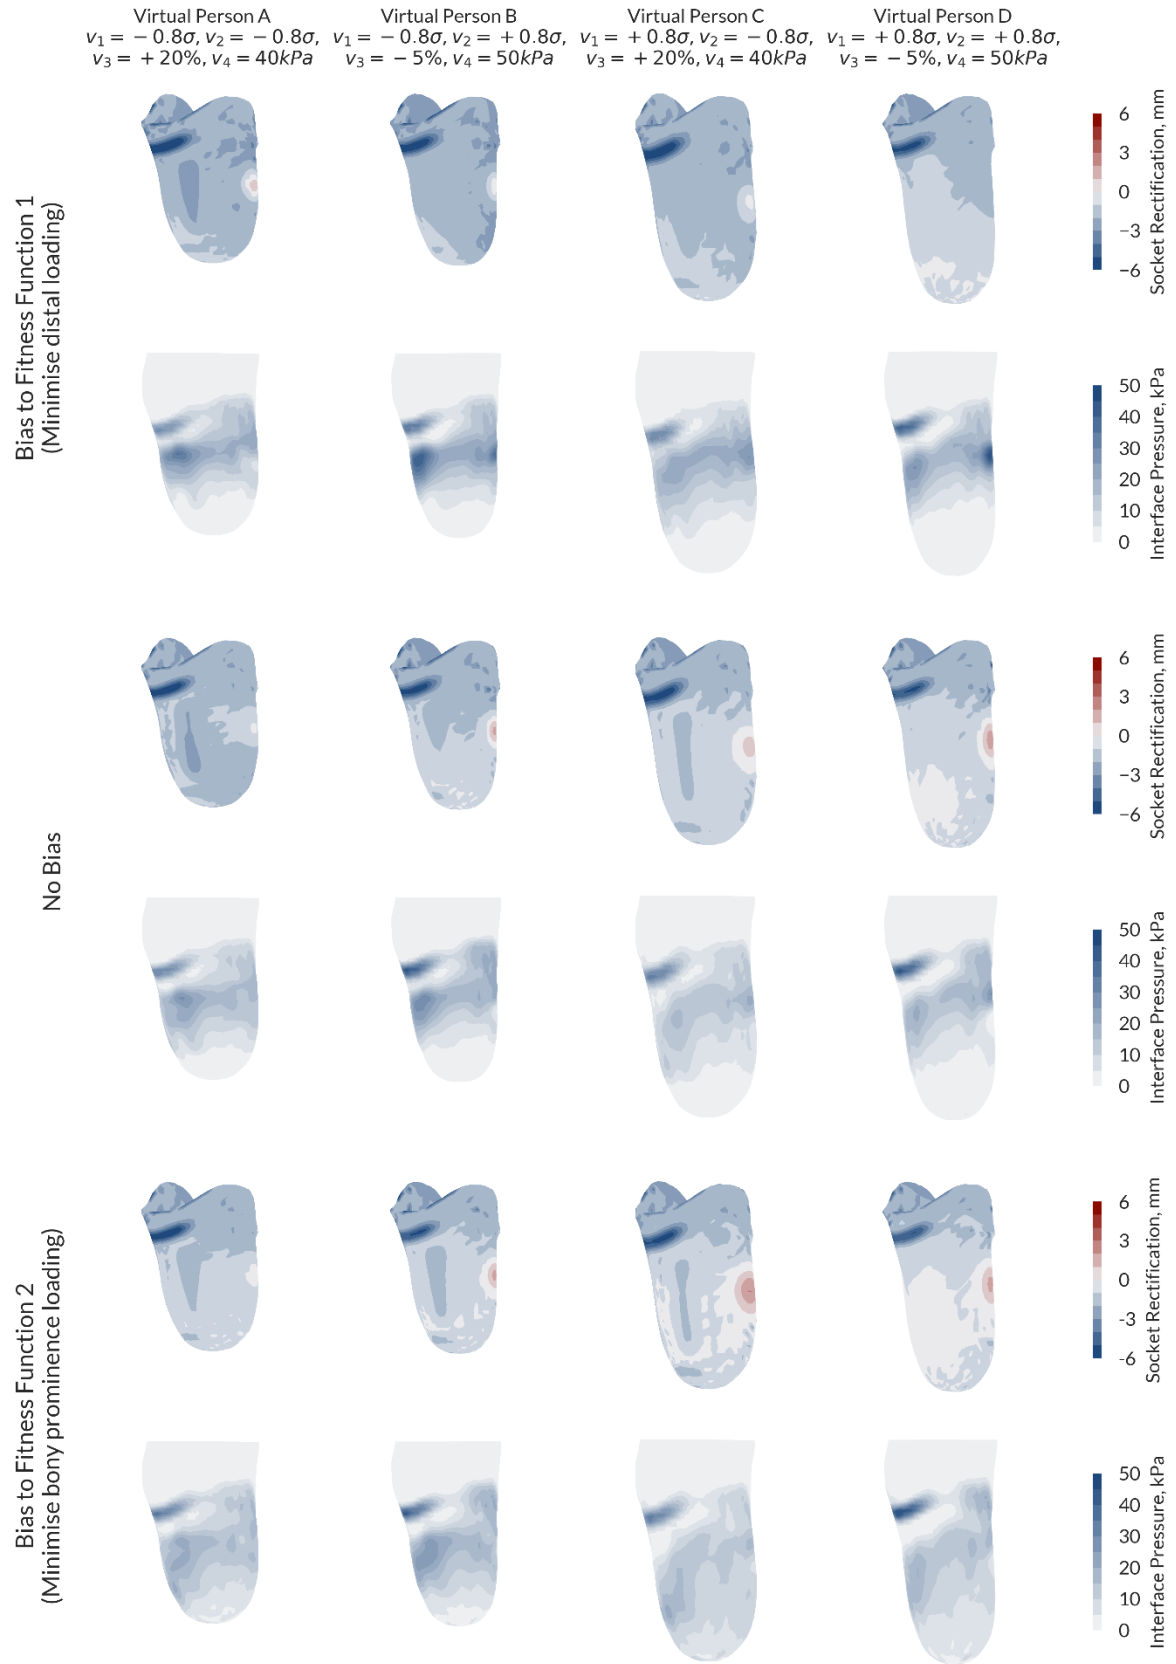 Virtual Person A
v₁ = −0.8σ, v₂ = −0.8σ,
v₃ = +20%, v₄ = 40kPa
Virtual Person B
v₁ = −0.8σ, v₂ = +0.8σ,
v₃ = −5%, v₄ = 50kPa
Virtual Person C
v₁ = +0.8σ, v₂ = −0.8σ,
v₃ = +20%, v₄ = 40kPa
Virtual Person D
v₁ = +0.8σ, v₂ = +0.8σ,
v₃ = −5%, v₄ = 50kPa
Bias to Fitness Function 1
(Minimise distal loading)
6
3
0
−3
−6
Socket Rectification, mm
50
40
30
20
10
0
Interface Pressure, kPa
No Bias
6
3
0
−3
−6
Socket Rectification, mm
50
40
30
20
10
0
Interface Pressure, kPa
Bias to Fitness Function 2
(Minimise bony prominence loading)
6
3
0
-3
-6
Socket Rectification, mm
50
40
30
20
10
0
Interface Pressure, kPa